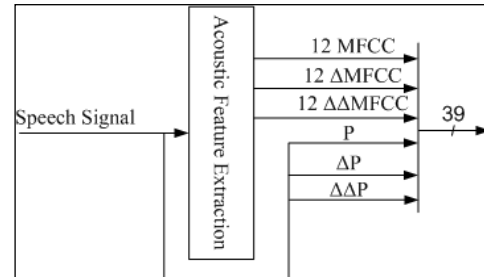 12 MFCC
12 ΔMFCC
12 ΔΔMFCC
Speech Signal
Acoustic Feature Extraction
39
P
ΔP
ΔΔP